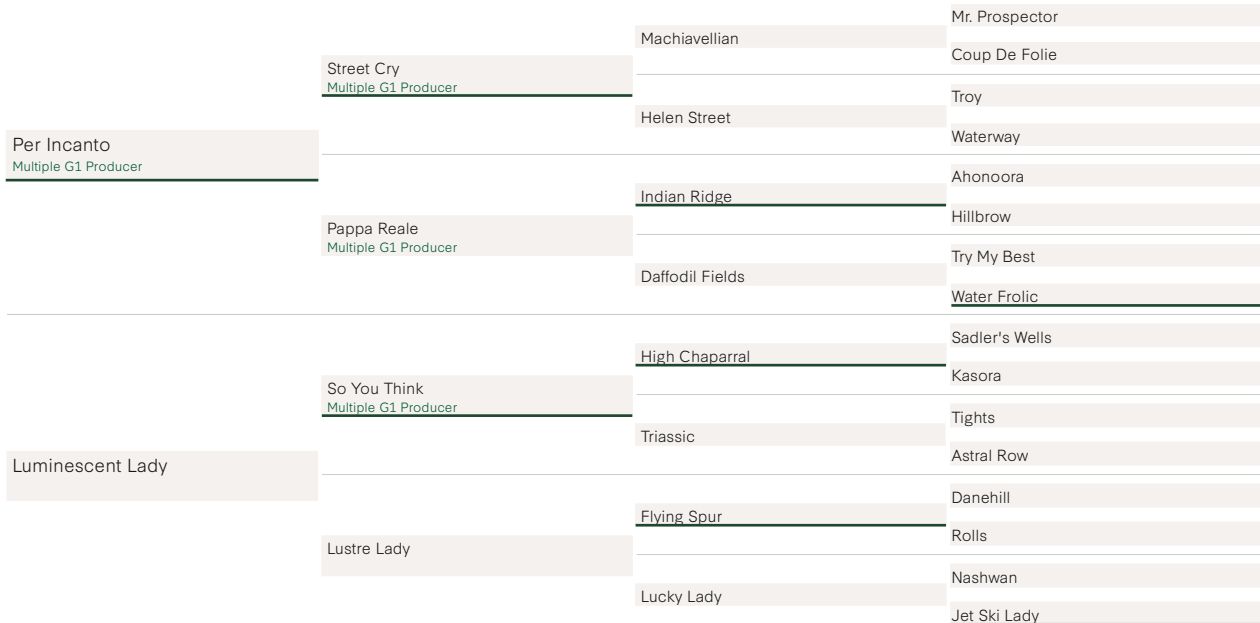 Per Incanto
Multiple G1 Producer
Luminescent Lady
Street Cry
Multiple G1 Producer
Pappa Reale
Multiple G1 Producer
So You Think
Multiple G1 Producer
Lustre Lady
Machiavellian
Helen Street
Indian Ridge
Daffodil Fields
High Chaparral
Triassic
Flying Spur
Lucky Lady
Mr. Prospector
Coup De Folie
Troy
Waterway
Ahonoora
Hillbrow
Try My Best
Water Frolic
Sadler's Wells
Kasora
Tights
Astral Row
Danehill
Rolls
Nashwan
Jet Ski Lady